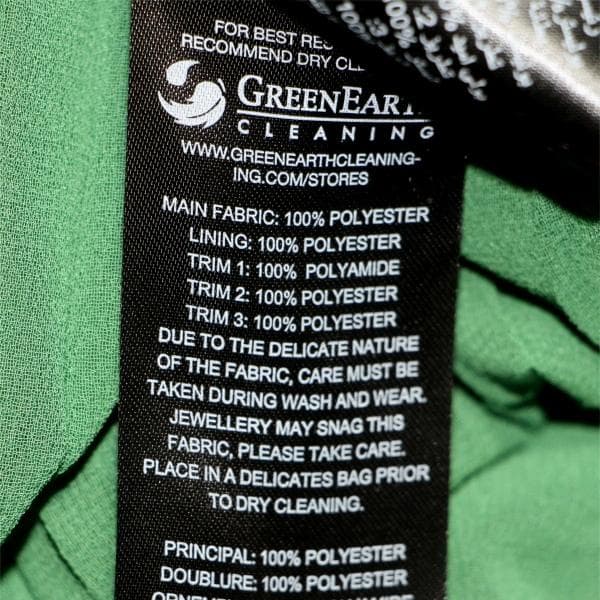 FOR BEST
RECOMMEND DRY
GREENEARTH
CLEANING
WWW.GREENEARTHCLEANING-
ING.COM/STORES
MAIN FABRIC: 100% POLYESTER
LINING: 100% POLYESTER
TRIM 1: 100% POLYAMIDE
TRIM 2: 100% POLYESTER
TRIM 3: 100% POLYESTER
DUE TO THE DELICATE NATURE
OF THE FABRIC, CARE MUST BE
TAKEN DURING WASH AND WEAR.
JEWELLERY MAY SNAG THIS
FABRIC, PLEASE TAKE CARE.
PLACE IN A DELICATES BAG PRIOR
TO DRY CLEANING.
PRINCIPAL: 100% POLYESTER
DOUBLURE: 100% POLYESTER